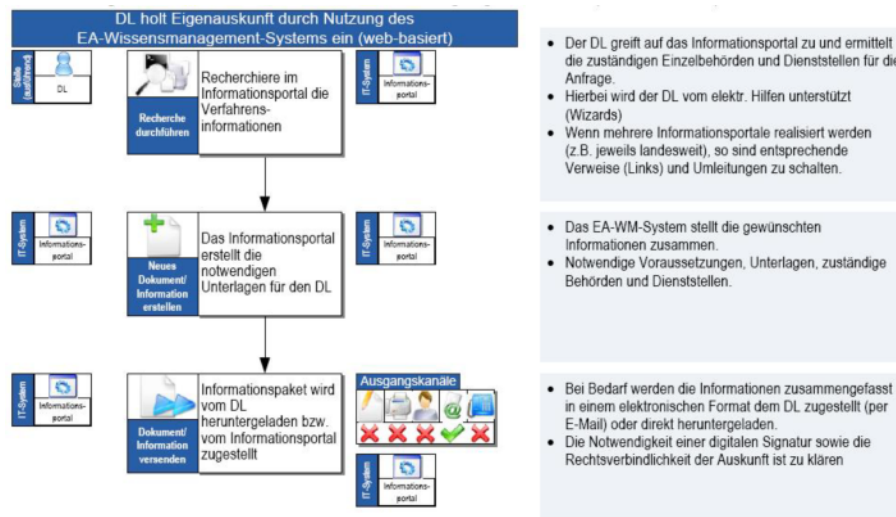 DL holt Eigenauskunft durch Nutzung des
EA-Wissensmanagement-Systems ein (web-basiert)
Stelle
(ausführend)
DL
Recherche
durchführen
Recherchiere im
Informationsportal die
Verfahrens-
informationen
IT-System
Informations-
portal
• Der DL greift auf das Informationsportal zu und ermittelt
die zuständigen Einzelbehörden und Dienststellen für die
Anfrage.
• Hierbei wird der DL vom elektr. Hilfen unterstützt
(Wizards)
• Wenn mehrere Informationsportale realisiert werden
(z.B. jeweils landesweit), so sind entsprechende
Verweise (Links) und Umleitungen zu schalten.
IT-System
Informations-
portal
Neues
Dokument/
Information
erstellen
Das Informationsportal
erstellt die
notwendigen
Unterlagen für den DL
IT-System
Informations-
portal
• Das EA-WM-System stellt die gewünschten
Informationen zusammen.
• Notwendige Voraussetzungen, Unterlagen, zuständige
Behörden und Dienststellen.
IT-System
Informations-
portal
Dokument/
Information
versenden
Informationspaket wird
vom DL
heruntergeladen bzw.
vom Informationsportal
zugestellt
Ausgangskanäle
@
IT-System
Informations-
portal
• Bei Bedarf werden die Informationen zusammengefasst
in einem elektronischen Format dem DL zugestellt (per
E-Mail) oder direkt heruntergeladen.
• Die Notwendigkeit einer digitalen Signatur sowie die
Rechtsverbindlichkeit der Auskunft ist zu klären